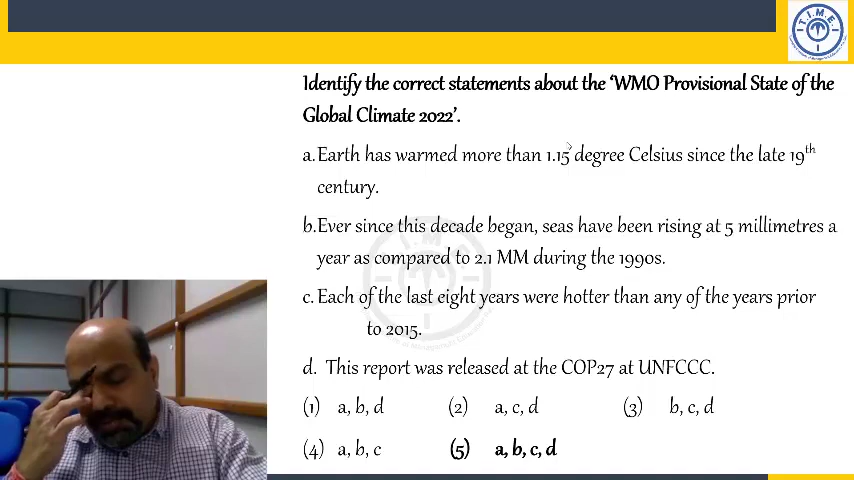 T.I.M.E.
Identify the correct statements about the ‘WMO Provisional State of the
Global Climate 2022’.
a. Earth has warmed more than 1.15 degree Celsius since the late 19th
century.
b. Ever since this decade began, seas have been rising at 5 millimetres a
year as compared to 2.1 MM during the 1990s.
c. Each of the last eight years were hotter than any of the years prior
to 2015.
d. This report was released at the COP27 at UNFCCC.
(1) a, b, d (2) a, c, d (3) b, c, d
(4) a, b, c (5) a, b, c, d